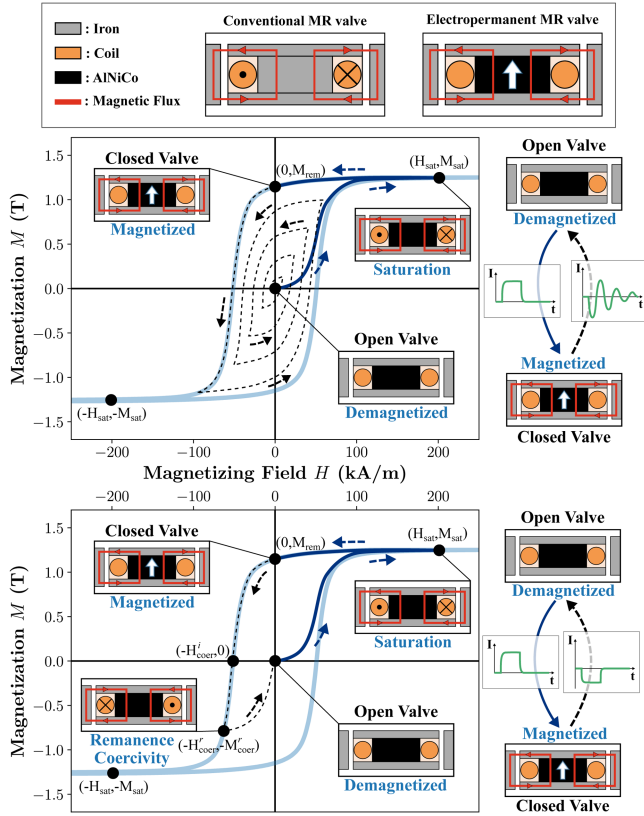 Conventional MR valve
Electropermanent MR valve
: Iron
: Coil
: AlNiCo
: Magnetic Flux
1.5
1.0
0.5
0.0
−0.5
−1.0
−1.5
Magnetization M (T)
Closed Valve
Magnetized
(0,M_rem)
(H_sat,M_sat)
Saturation
Open Valve
Demagnetized
(-H_sat,-M_sat)
−200
−100
0
100
200
Magnetizing Field H (kA/m)
Open Valve
Demagnetized
I
t
I
t
Magnetized
Closed Valve
−200
−100
0
100
200
1.5
1.0
0.5
0.0
−0.5
−1.0
−1.5
Magnetization M (T)
Closed Valve
Magnetized
(0,M_rem)
(H_sat,M_sat)
Saturation
(-H^i_coer,0)
Remanence
Coercivity
(-H^r_coer,-M^r_coer)
(-H_sat,-M_sat)
Open Valve
Demagnetized
−200
−100
0
100
200
Open Valve
Demagnetized
I
t
I
t
Magnetized
Closed Valve